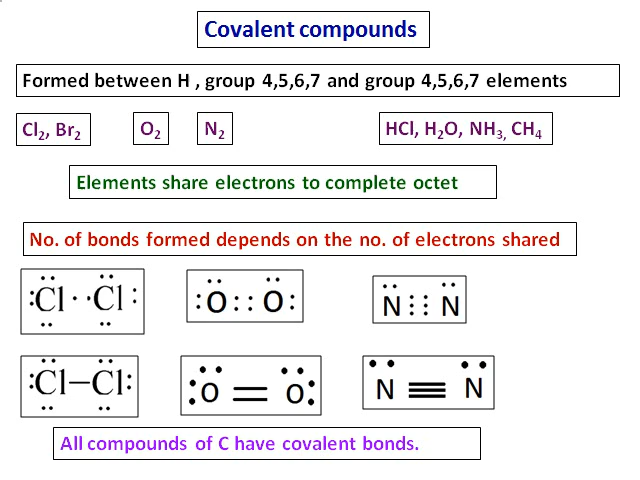 Covalent compounds
Formed between H , group 4,5,6,7 and group 4,5,6,7 elements
Cl₂, Br₂ O₂ N₂ HCl, H₂O, NH₃, CH₄
Elements share electrons to complete octet
No. of bonds formed depends on the no. of electrons shared
:Cl··Cl: :O::O: N⋮⋮N
:Cl−Cl: :O=O: N≡N
All compounds of C have covalent bonds.